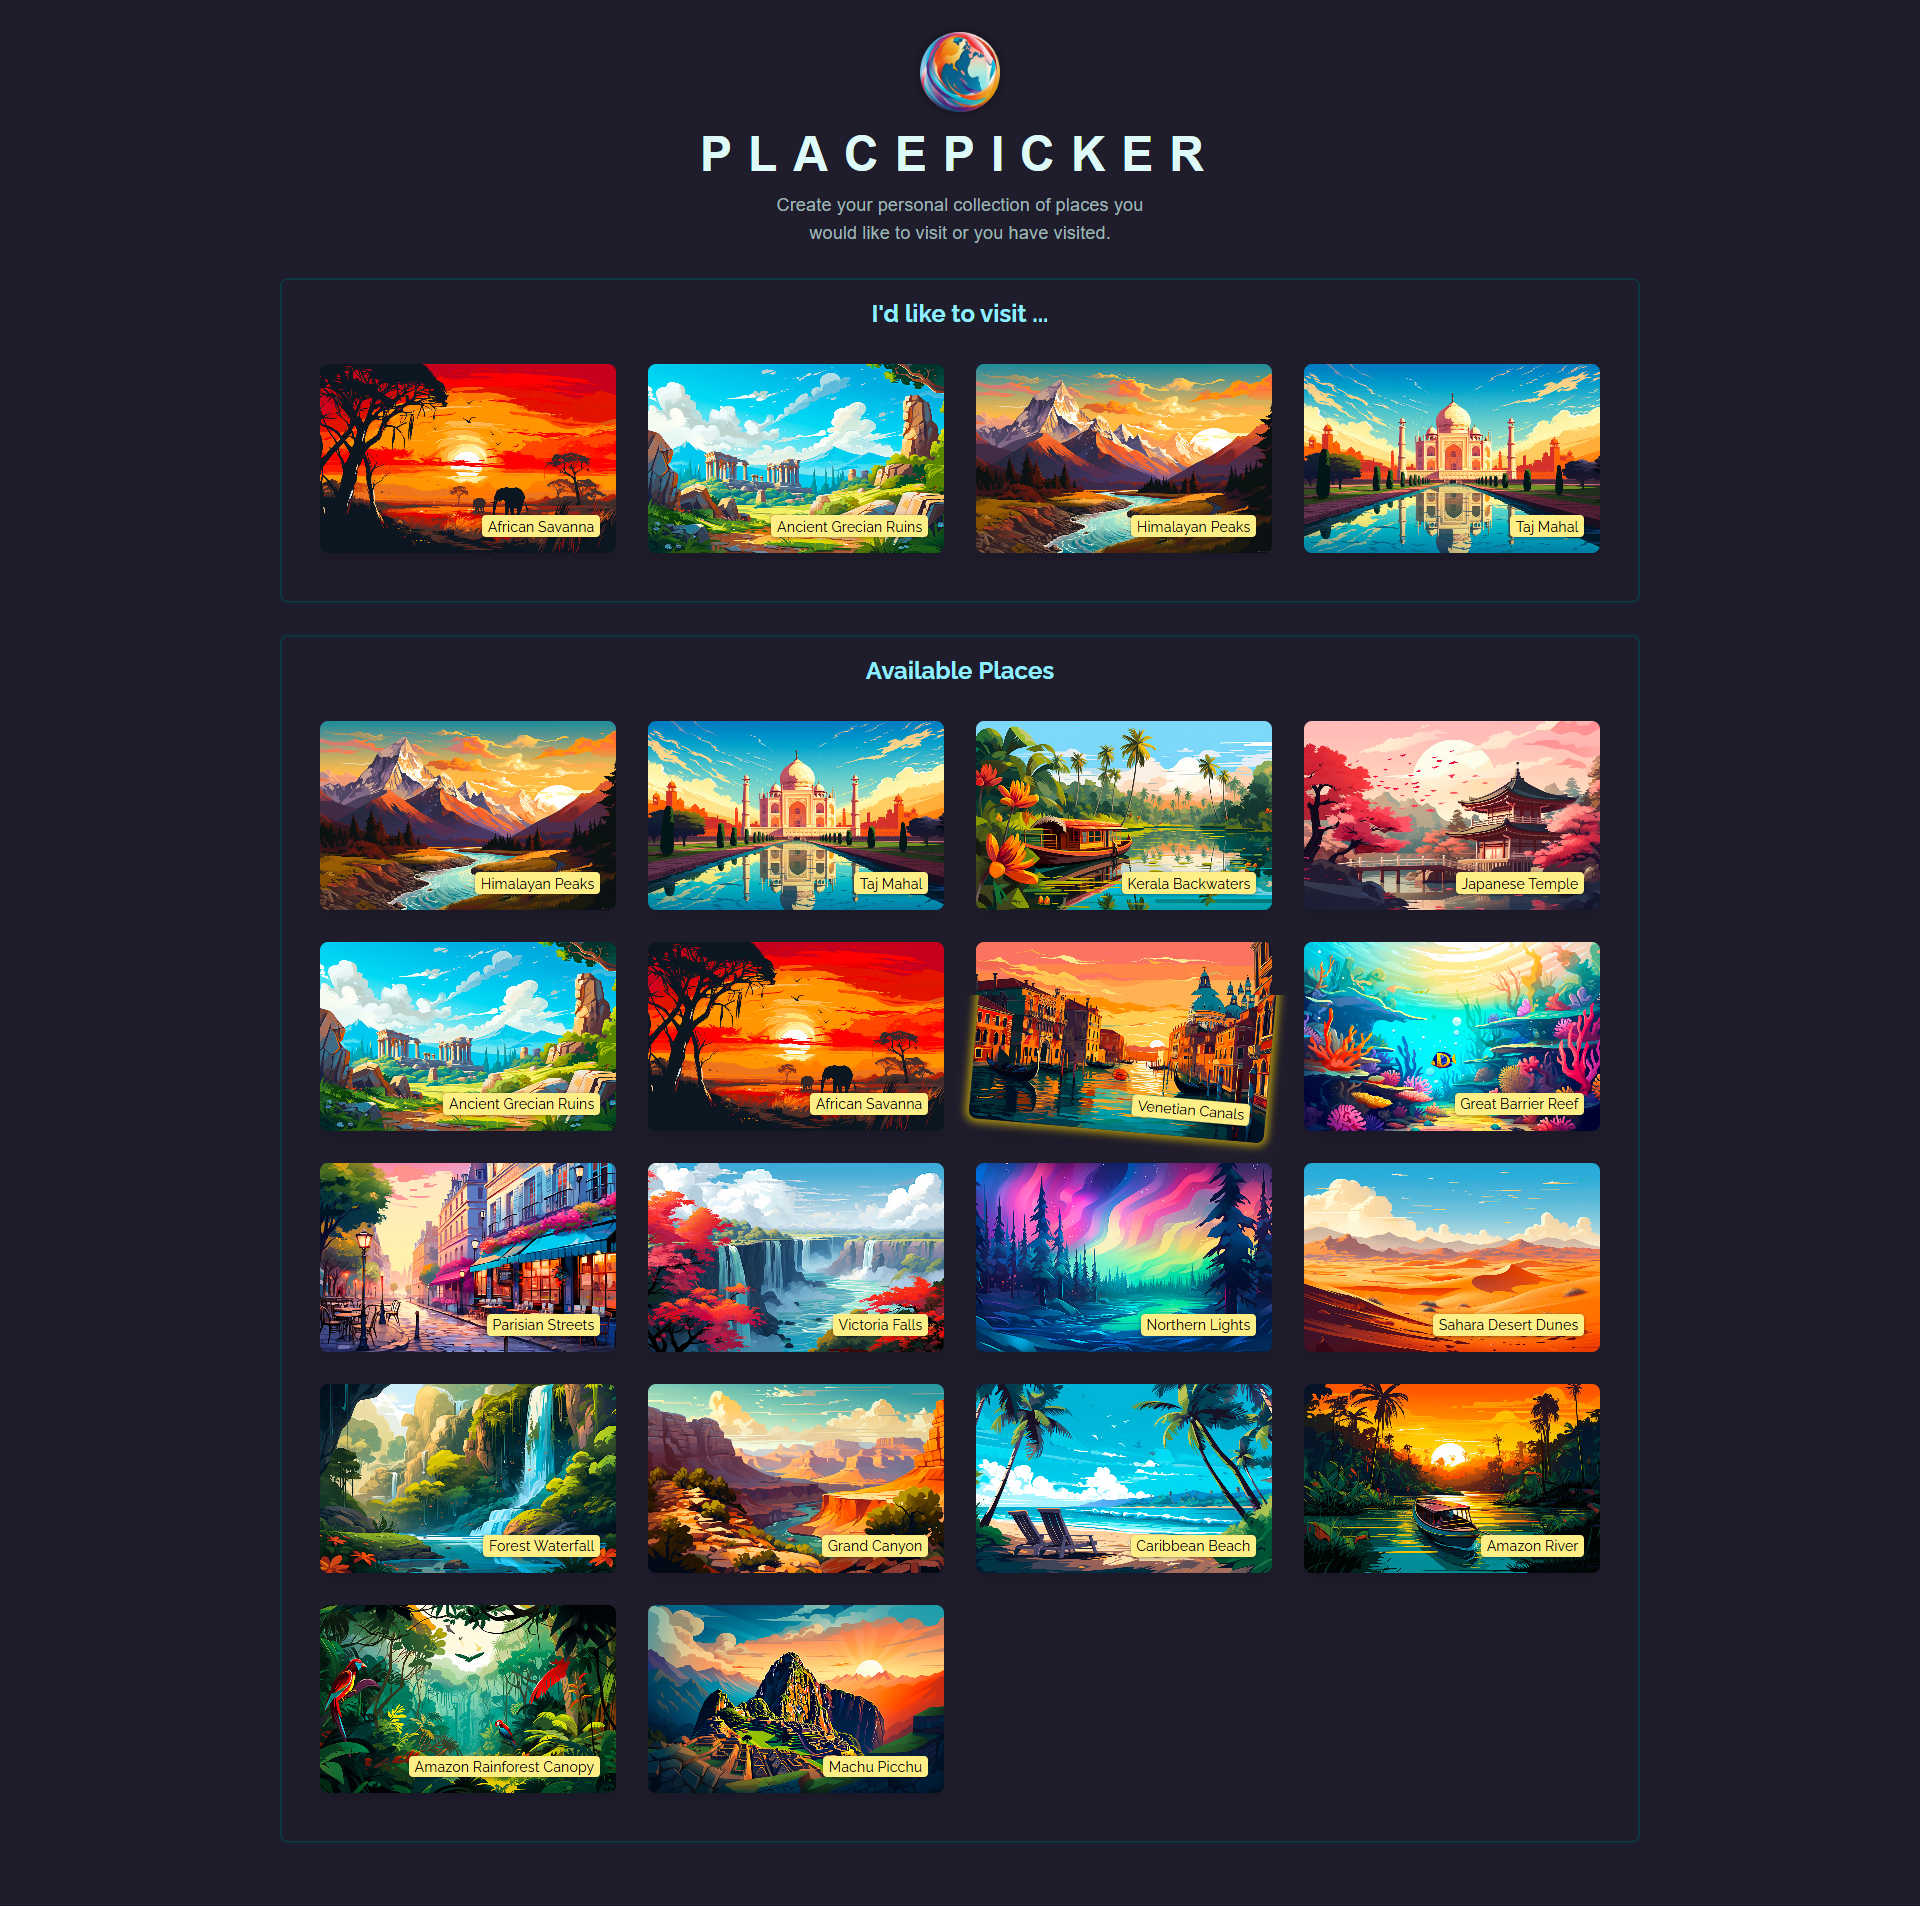 PLACEPICKER
Create your personal collection of places you
would like to visit or you have visited.
I'd like to visit ...
African Savanna
Ancient Grecian Ruins
Himalayan Peaks
Taj Mahal
Available Places
Himalayan Peaks
Taj Mahal
Kerala Backwaters
Japanese Temple
Ancient Grecian Ruins
African Savanna
Venetian Canals
Great Barrier Reef
Parisian Streets
Victoria Falls
Northern Lights
Sahara Desert Dunes
Forest Waterfall
Grand Canyon
Caribbean Beach
Amazon River
Amazon Rainforest Canopy
Machu Picchu